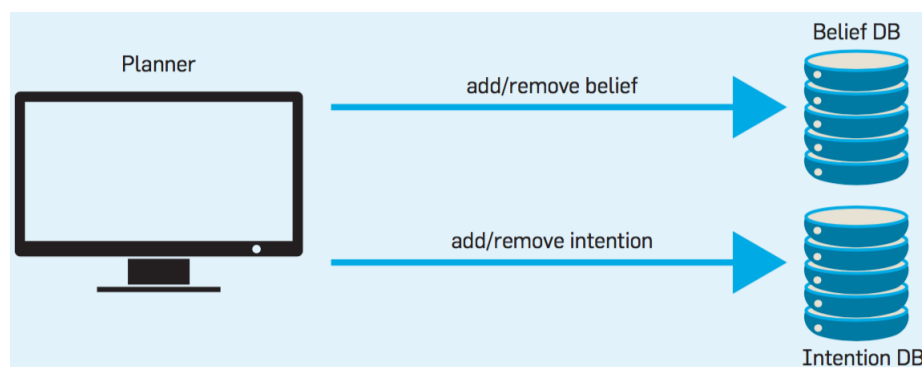 Belief DB
Planner
add/remove belief
add/remove intention
Intention DB